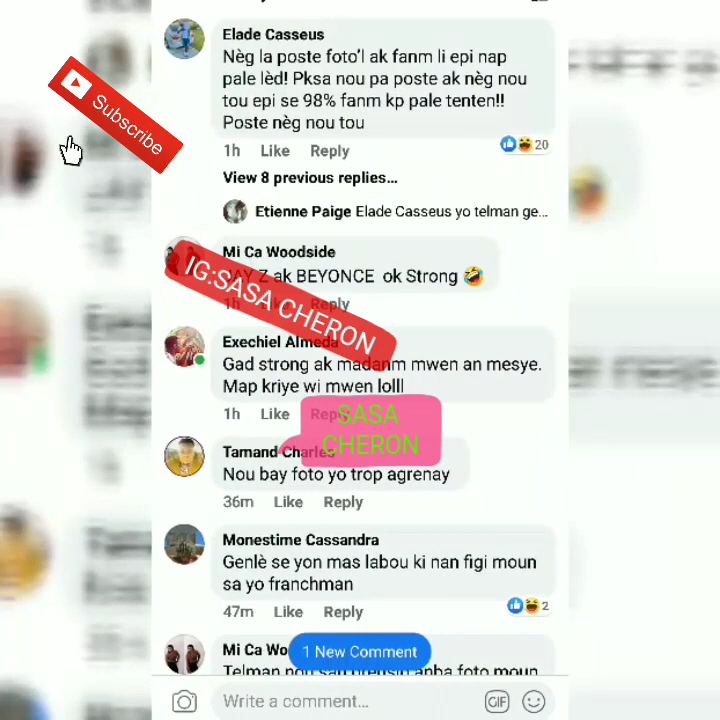 Elade Casseus
Nèg la poste foto'l ak fanm li epi nap
pale lèd! Pksa nou pa poste ak nèg nou
tou epi se 98% fanm kp pale tenten!!
Poste nèg nou tou
1h Like Reply 20
View 8 previous replies...
Etienne Paige Elade Casseus yo telman ge...
Subscribe
Mi Ca Woodside
JAY Z ak BEYONCE ok Strong 🤣
1h Like Reply
IG:SASA CHERON
Exechiel Almeda
Gad strong ak madanm mwen an mesye.
Map kriye wi mwen lolll
1h Like Reply
SASA
CHERON
Tamand Charles
Nou bay foto yo trop agrenay
36m Like Reply
Monestime Cassandra
Genlè se yon mas labou ki nan figi moun
sa yo franchman
47m Like Reply 2
Mi Ca Wo
1 New Comment
Telman nou san anba foto moun
Write a comment...
GIF